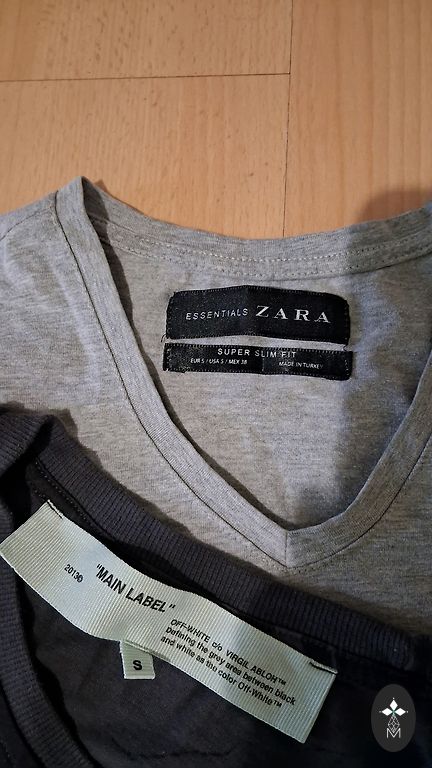 ESSENTIALS ZARA
SUPER SLIM FIT
EUR S / USA S / MEX 38 MADE IN TURKEY
2013©
"MAIN LABEL"
OFF-WHITE c/o VIRGIL ABLOH™
Defining the grey area between black
and white as the color Off-White™
S
M